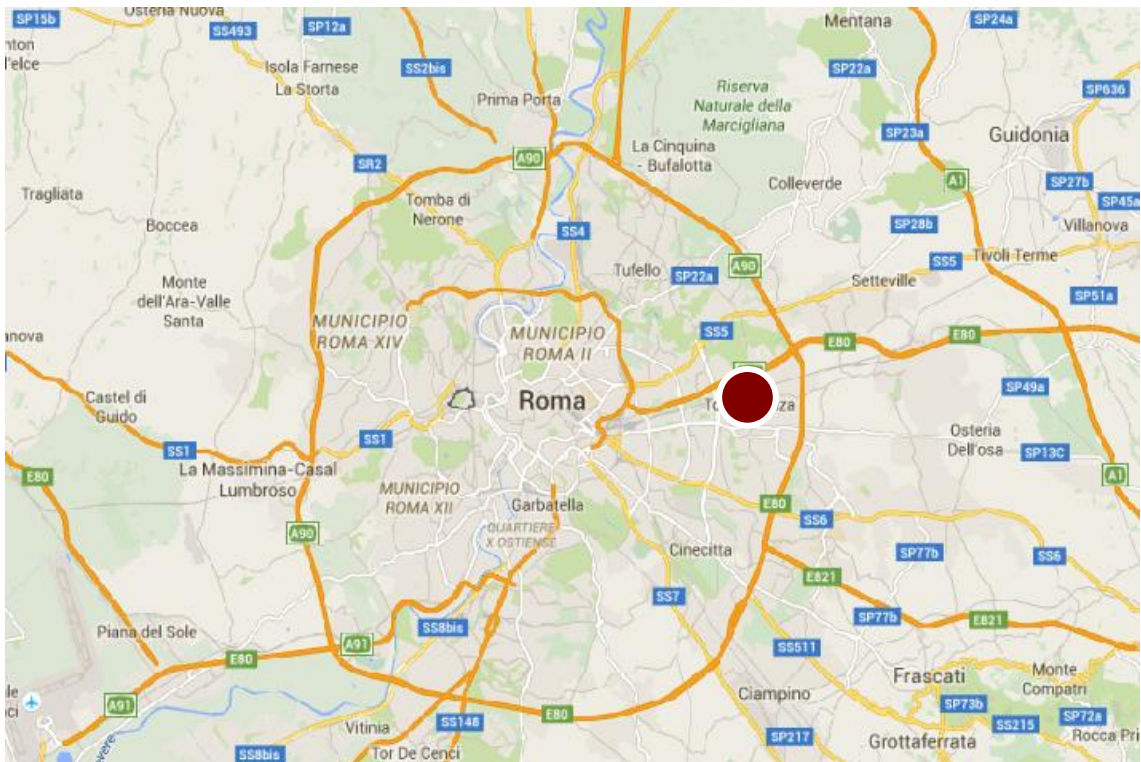 SP15b
Osteria Nuova
SS493
SP12a
Isola Farnese
La Storta
SS2bis
Prima Porta
Mentana
SP24a
SP22a
SP636
Riserva
Naturale della
Marcigliana
SP23a
Guidonia
A90
La Cinquina
- Bufalotta
SR2
Colleverde
A1
SP27b
SP45a
Tragliata
Tomba di
Nerone
Boccea
SS4
SP28b
Villanova
Tivoli Terme
SS5
A90
Tufello
SP22a
Setteville
Monte
dell'Ara-Valle
Santa
SP51a
MUNICIPIO
ROMA XIV
MUNICIPIO
ROMA II
SS5
E80
E80
Castel di
Guido
Roma
SP49a
SS1
SS1
Osteria
Dell'osa
SP13C
La Massimina-Casal
Lumbroso
E80
MUNICIPIO
ROMA XII
A1
Garbatella
E80
SS6
A90
QUARTIERE
X OSTIENSE
Cinecitta
SP77b
SS6
E821
SS7
SP77b
E821
Piana del Sole
SS8bis
A91
SS511
E80
Frascati
Monte
Compatri
Ciampino
A91
SP73b
E80
SS148
SP72a
SS215
Vitinia
Rocca Pri
SP217
Grottaferrata
SS8bis
Tor De Cenci